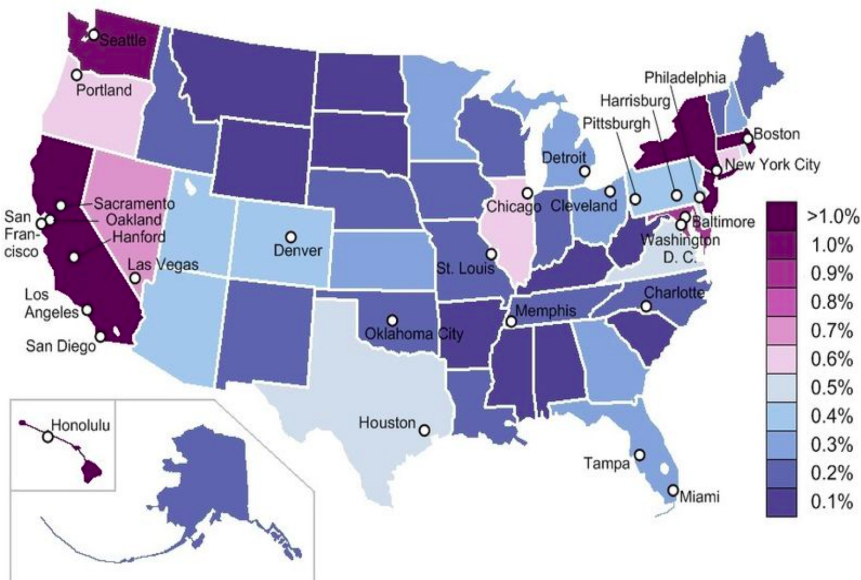 Seattle
Portland
Philadelphia
Harrisburg
Pittsburgh
Boston
Detroit
New York City
Sacramento
Chicago
Cleveland
Baltimore
San
Fran-
cisco
Oakland
Hanford
Washington
D. C.
Denver
Las Vegas
St. Louis
Los
Angeles
Charlotte
Memphis
Oklahoma City
San Diego
Honolulu
Houston
Tampa
Miami
>1.0%
1.0%
0.9%
0.8%
0.7%
0.6%
0.5%
0.4%
0.3%
0.2%
0.1%